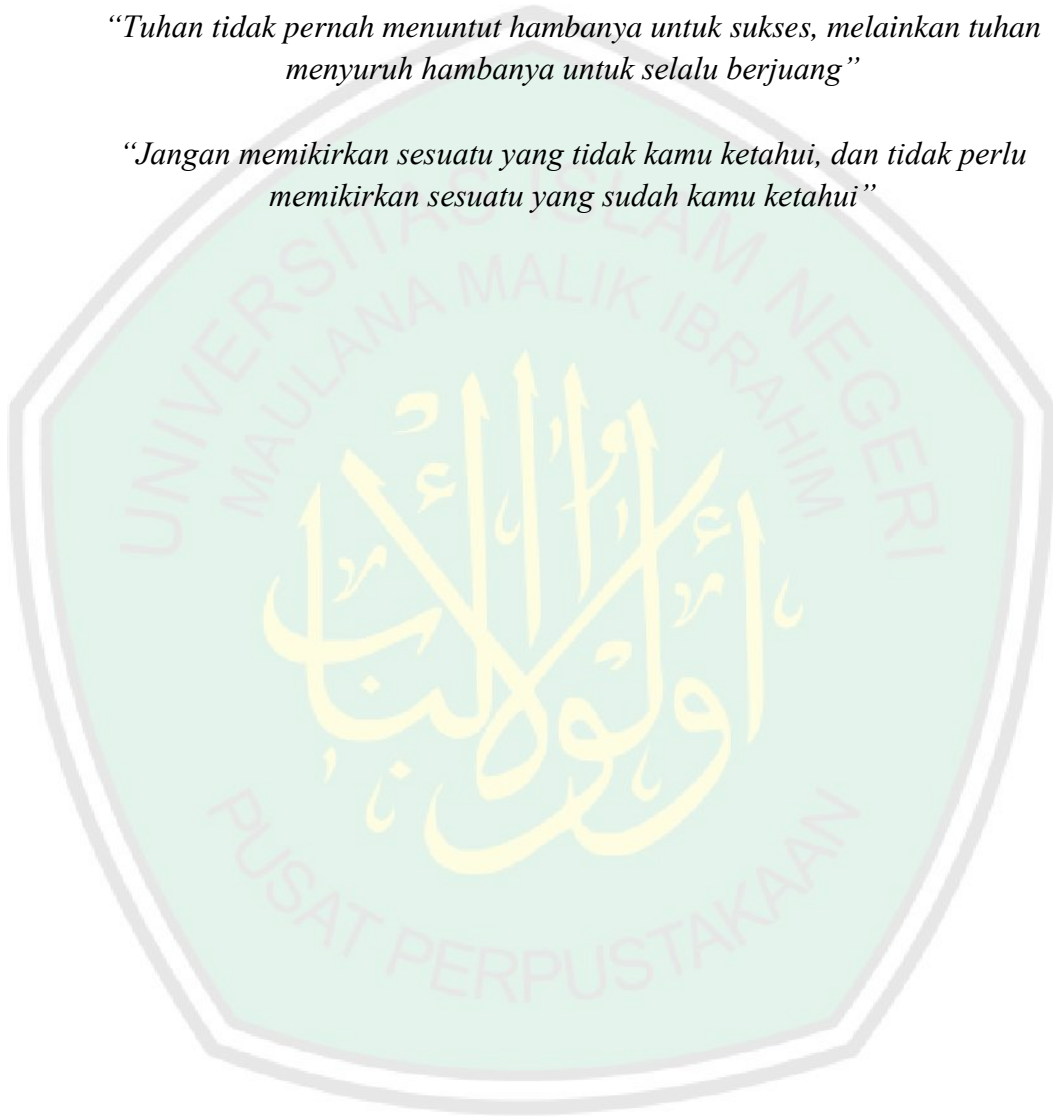 “Tuhan tidak pernah menuntut hambanya untuk sukses, melainkan tuhan
menyuruh hambanya untuk selalu berjuang”
“Jangan memikirkan sesuatu yang tidak kamu ketahui, dan tidak perlu
memikirkan sesuatu yang sudah kamu ketahui”
UNIVERSITAS ISLAM NEGERI
MAULANA MALIK IBRAHIM
أولوا الألباب
PUSAT PERPUSTAKAAN